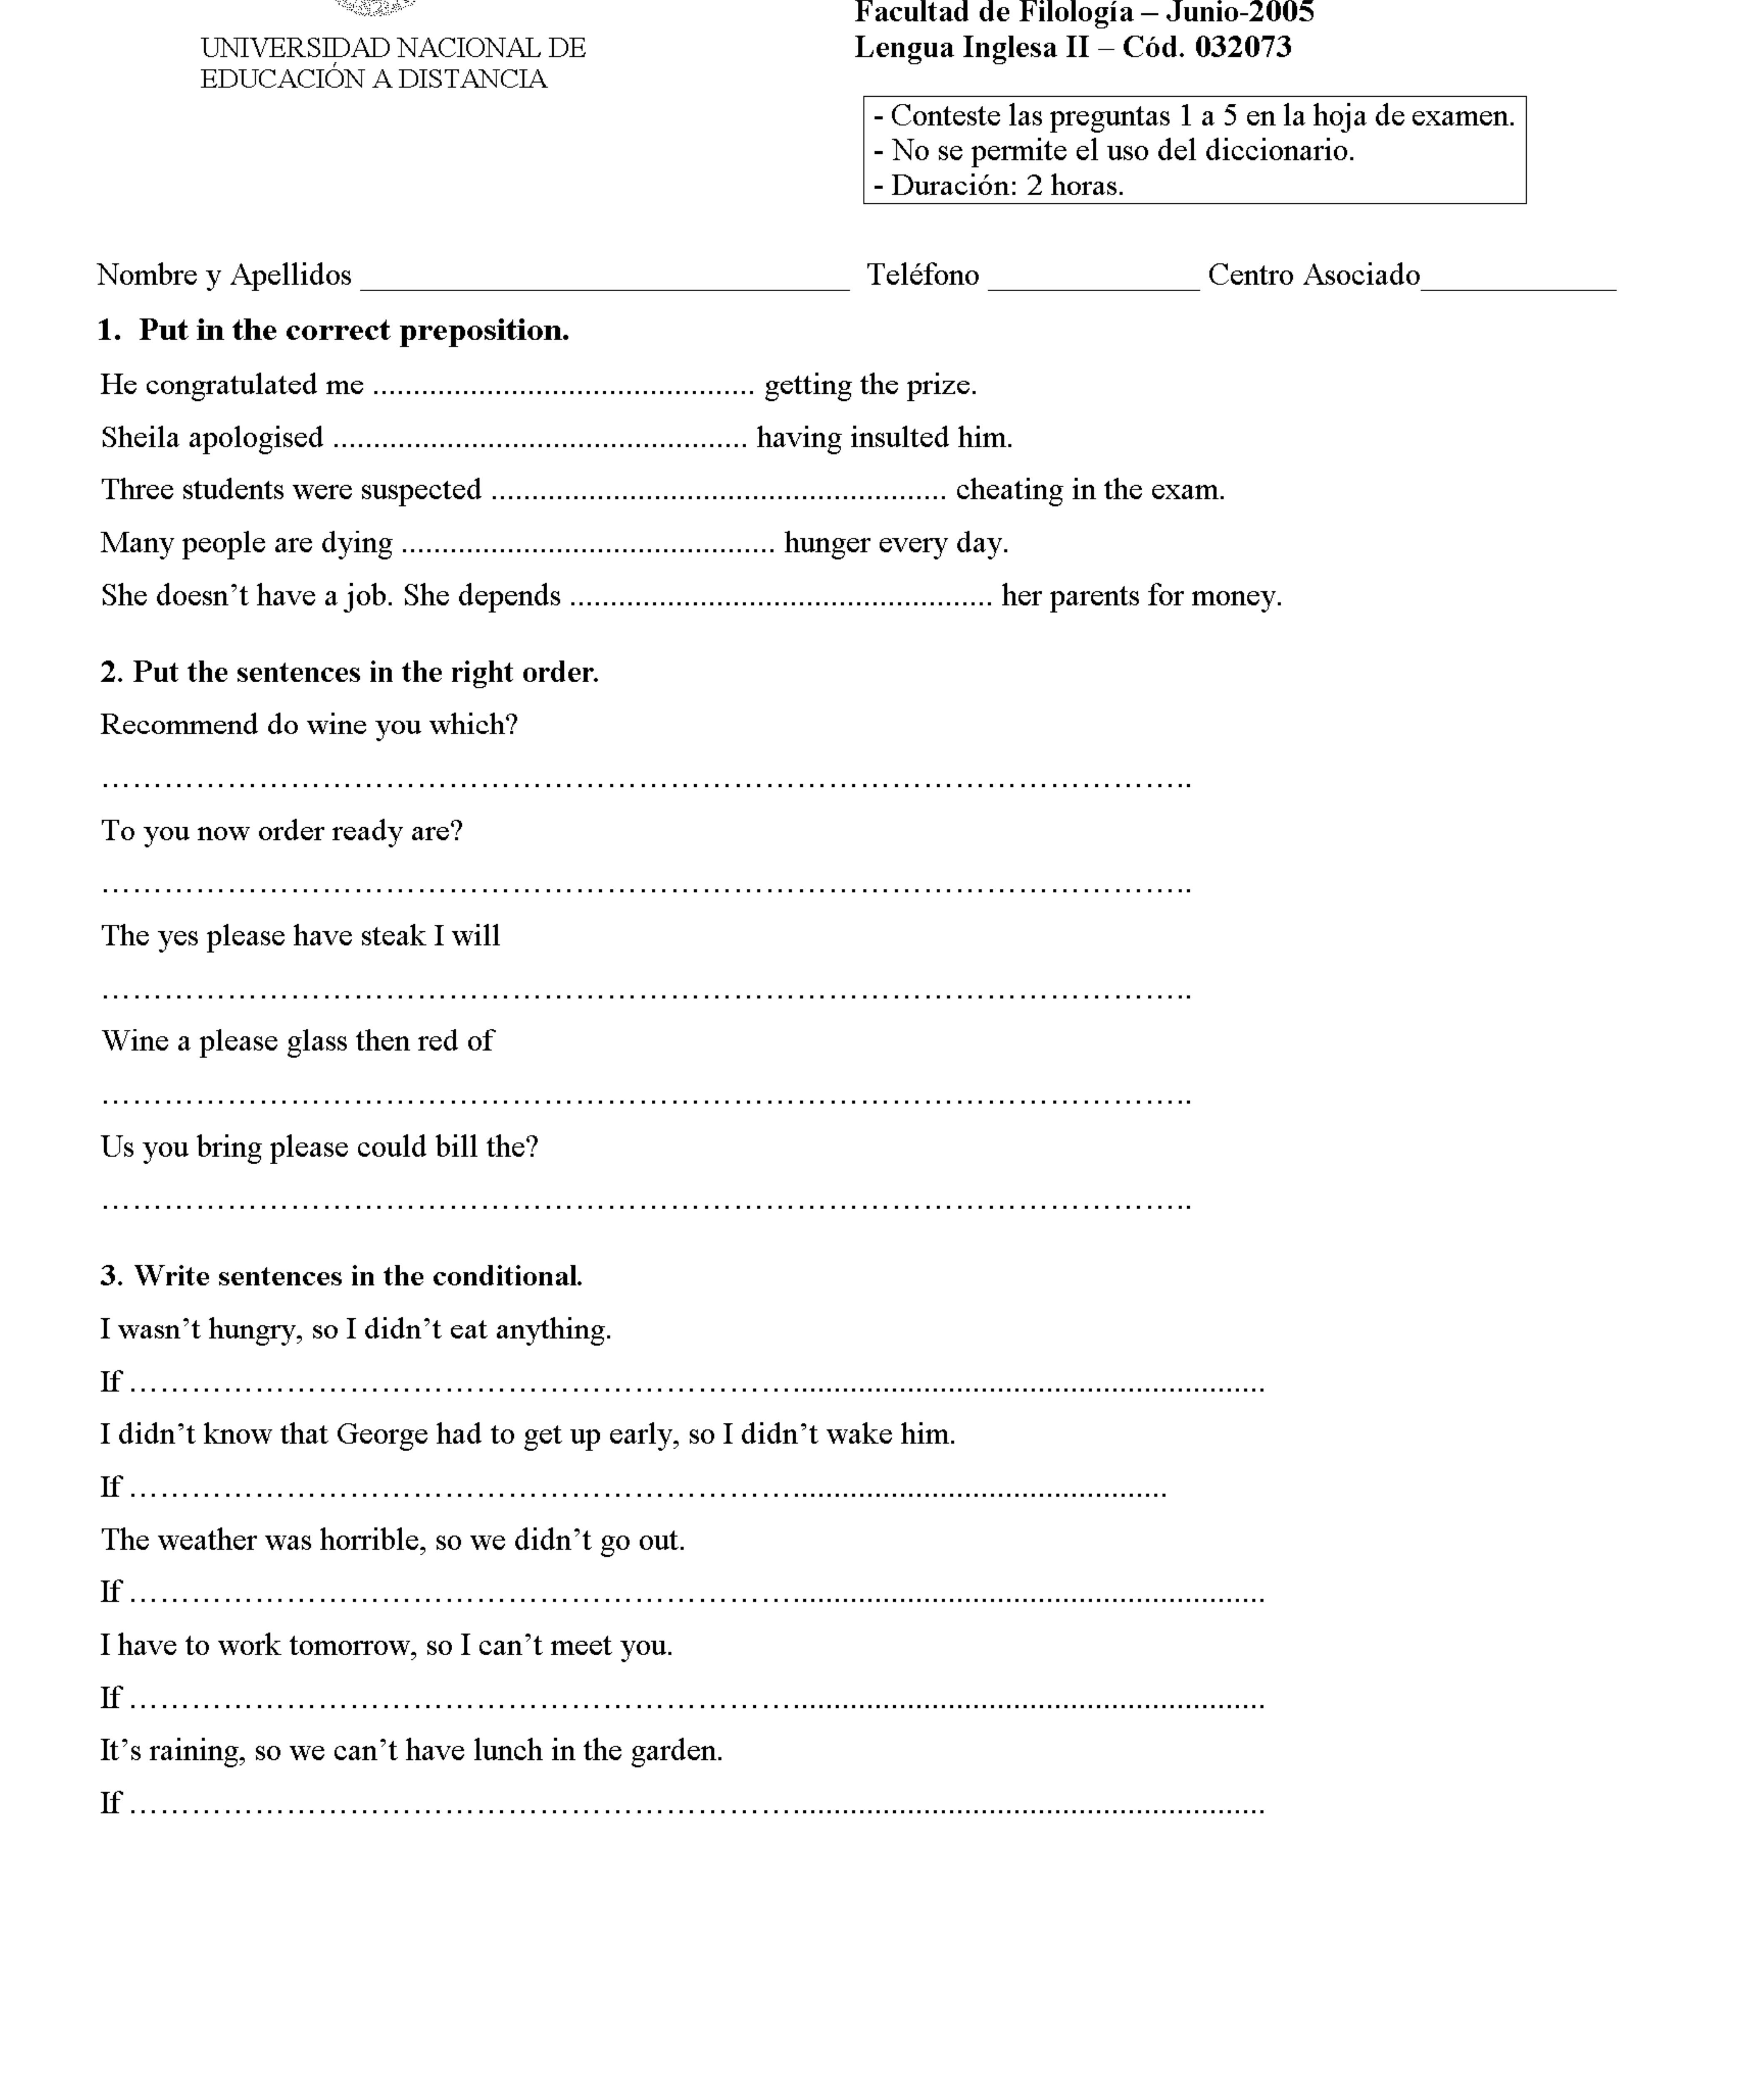 Facultad de Filología – Junio-2005
UNIVERSIDAD NACIONAL DE
EDUCACIÓN A DISTANCIA
Lengua Inglesa II – Cód. 032073
- Conteste las preguntas 1 a 5 en la hoja de examen.
- No se permite el uso del diccionario.
- Duración: 2 horas.
Nombre y Apellidos ______________________________ Teléfono _____________ Centro Asociado____________
1. Put in the correct preposition.
He congratulated me ............................................... getting the prize.
Sheila apologised ................................................... having insulted him.
Three students were suspected ........................................................ cheating in the exam.
Many people are dying .............................................. hunger every day.
She doesn’t have a job. She depends .................................................... her parents for money.
2. Put the sentences in the right order.
Recommend do wine you which?
…………………………………………………………………………………………..
To you now order ready are?
…………………………………………………………………………………………..
The yes please have steak I will
…………………………………………………………………………………………..
Wine a please glass then red of
…………………………………………………………………………………………..
Us you bring please could bill the?
…………………………………………………………………………………………..
3. Write sentences in the conditional.
I wasn’t hungry, so I didn’t eat anything.
If ………………………………………………………..........................................................
I didn’t know that George had to get up early, so I didn’t wake him.
If ………………………………………………………..............................................
The weather was horrible, so we didn’t go out.
If ………………………………………………………..........................................................
I have to work tomorrow, so I can’t meet you.
If ………………………………………………………..........................................................
It’s raining, so we can’t have lunch in the garden.
If ………………………………………………………..........................................................